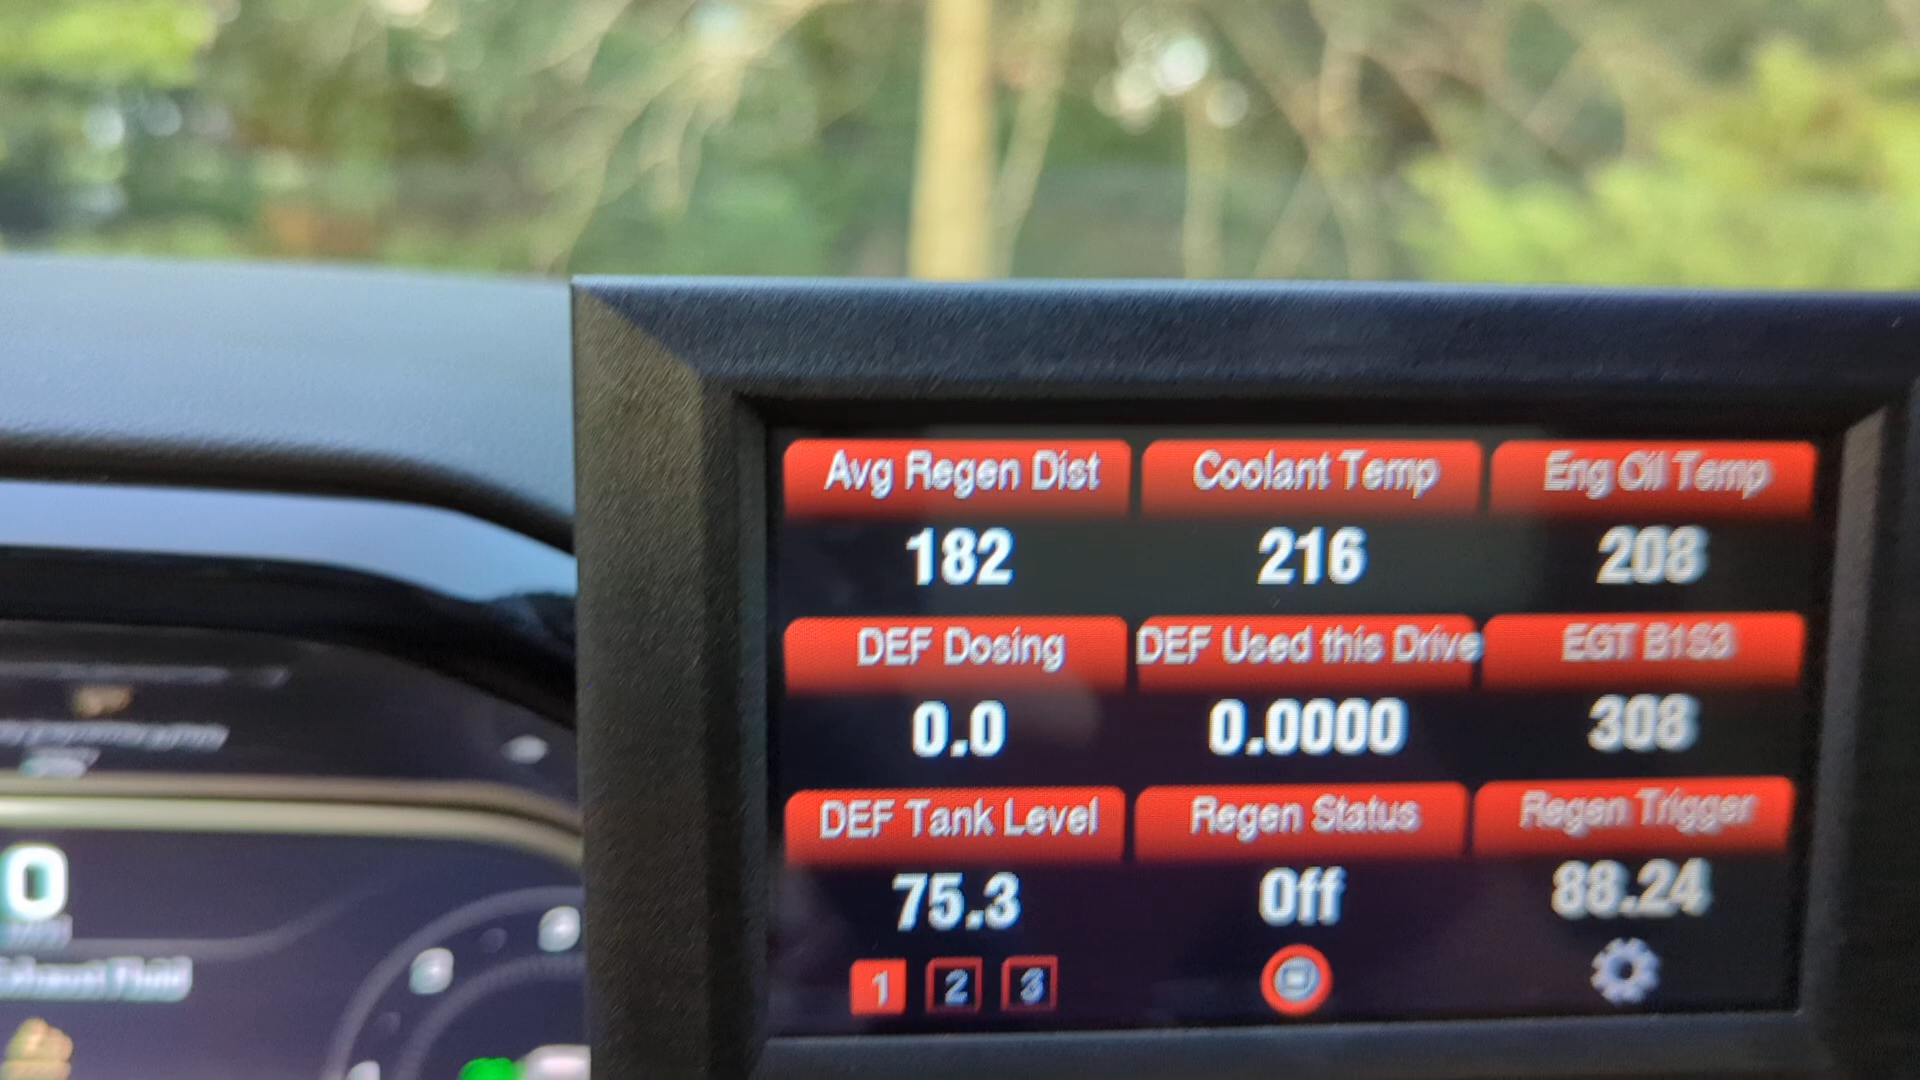 Avg Regen Dist Coolant Temp Eng Oil Temp
182 216 208
DEF Dosing DEF Used this Drive EGT B1S3
0.0 0.0000 308
DEF Tank Level Regen Status Regen Trigger
75.3 Off 88.24
1 2 3
0
Exhaust Fluid